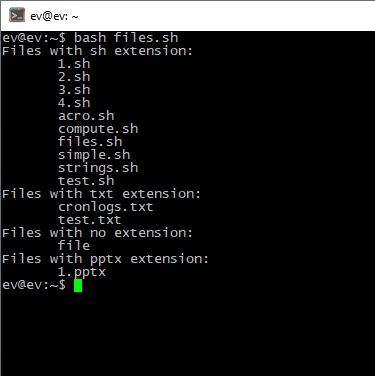 ev@ev: ~
ev@ev:~$ bash files.sh
Files with sh extension:
1.sh
2.sh
3.sh
4.sh
acro.sh
compute.sh
files.sh
simple.sh
strings.sh
test.sh
Files with txt extension:
cronlogs.txt
test.txt
Files with no extension:
file
Files with pptx extension:
1.pptx
ev@ev:~$